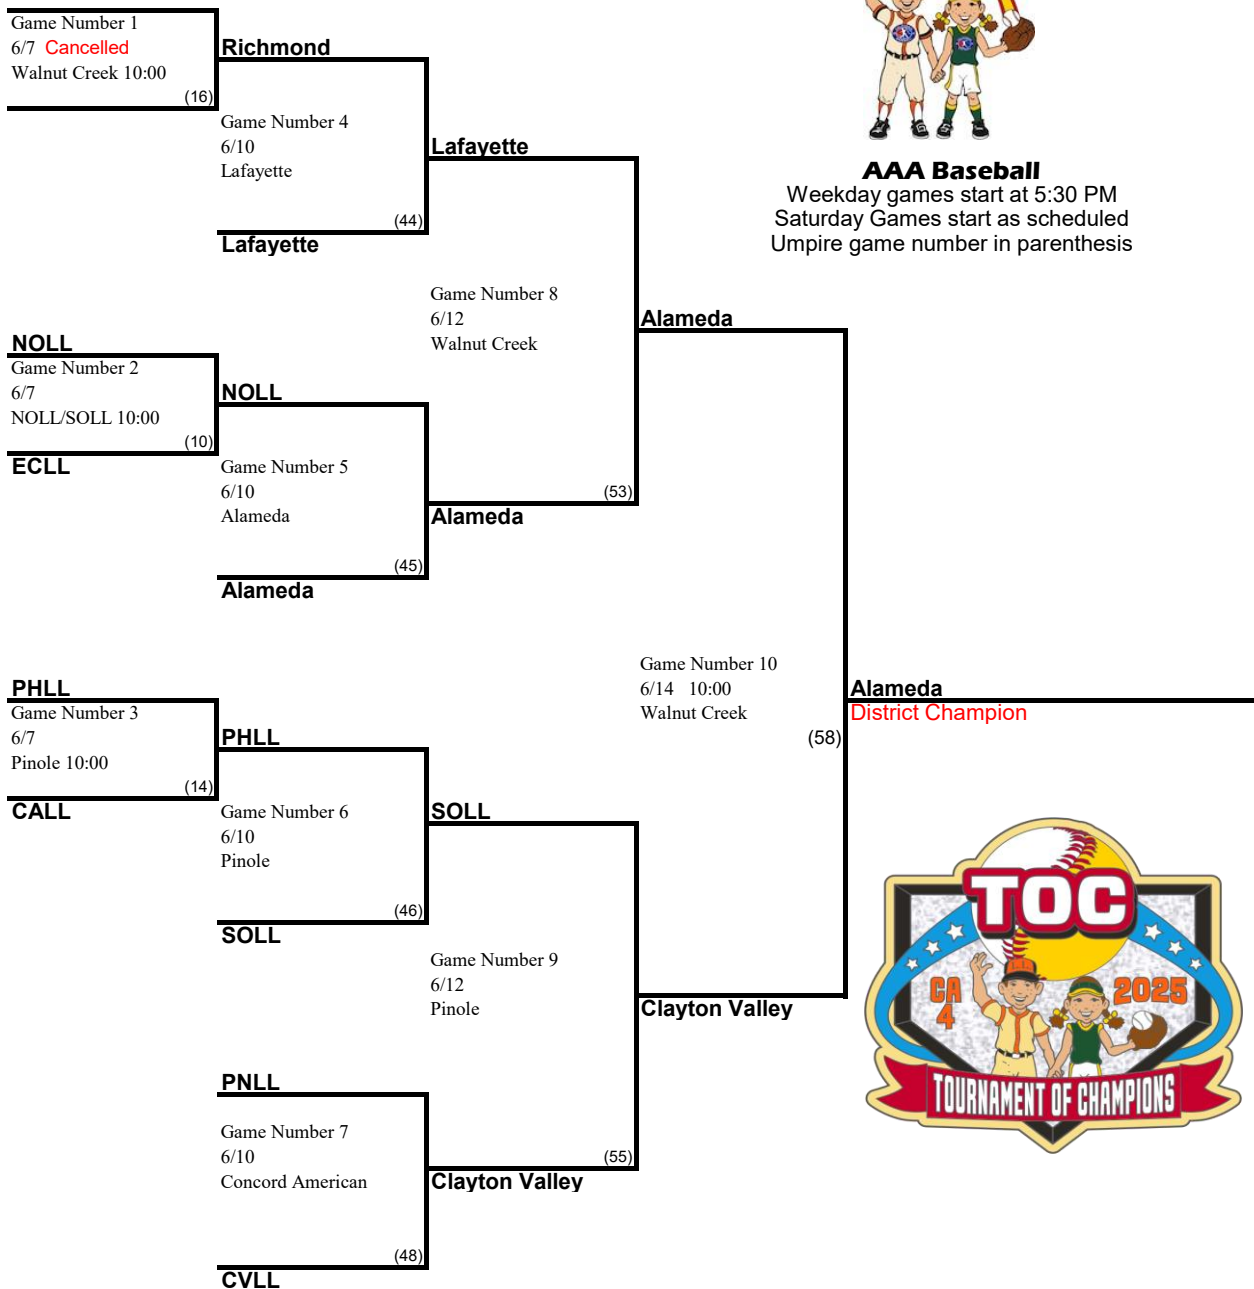 Game Number 1
6/7 Cancelled
Walnut Creek 10:00
(16)
Richmond
Game Number 4
6/10
Lafayette
(44)
Lafayette
Lafayette
Game Number 8
6/12
Walnut Creek
(53)
NOLL
Game Number 2
6/7
NOLL/SOLL 10:00
(10)
ECLL
NOLL
Game Number 5
6/10
Alameda
(45)
Alameda
Alameda
Alameda
AAA Baseball
Weekday games start at 5:30 PM
Saturday Games start as scheduled
Umpire game number in parenthesis
Game Number 10
6/14 10:00
Walnut Creek
(58)
Alameda
District Champion
PHLL
Game Number 3
6/7
Pinole 10:00
(14)
CALL
PHLL
Game Number 6
6/10
Pinole
(46)
SOLL
SOLL
Game Number 9
6/12
Pinole
(55)
Clayton Valley
PNLL
Game Number 7
6/10
Concord American
(48)
CVLL
Clayton Valley
TOC
CA
4
2025
TOURNAMENT OF CHAMPIONS